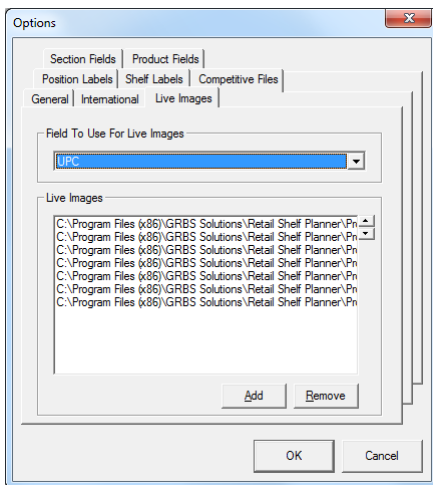 Options
Section Fields Product Fields
Position Labels Shelf Labels Competitive Files
General International Live Images
Field To Use For Live Images
UPC
Live Images
C:\Program Files (x86)\GRBS Solutions\Retail Shelf Planner\Pr
C:\Program Files (x86)\GRBS Solutions\Retail Shelf Planner\Pr
C:\Program Files (x86)\GRBS Solutions\Retail Shelf Planner\Pr
C:\Program Files (x86)\GRBS Solutions\Retail Shelf Planner\Pr
C:\Program Files (x86)\GRBS Solutions\Retail Shelf Planner\Pr
C:\Program Files (x86)\GRBS Solutions\Retail Shelf Planner\Pr
C:\Program Files (x86)\GRBS Solutions\Retail Shelf Planner\Pr
Add Remove
OK Cancel